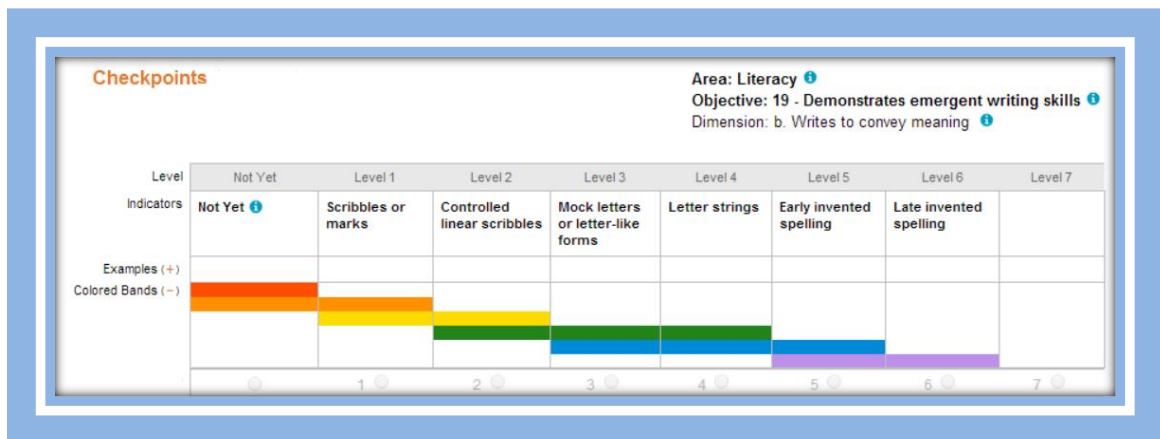 Checkpoints
Area: Literacy
Objective: 19 - Demonstrates emergent writing skills
Dimension: b. Writes to convey meaning
Level Not Yet Level 1 Level 2 Level 3 Level 4 Level 5 Level 6 Level 7
Indicators Not Yet Scribbles or Controlled Mock letters Letter strings Early invented Late invented
marks linear scribbles or letter-like spelling spelling
forms
Examples (+)
Colored Bands (-)
1 2 3 4 5 6 7